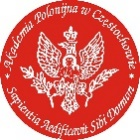 Akademia Polonijna w Częstochowie
Sapientia Aedificavit Sibi Domum